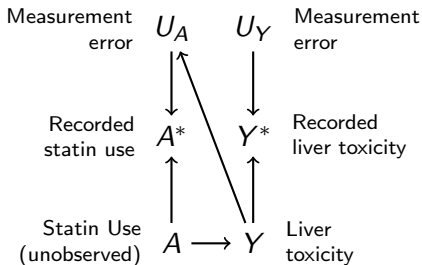 Measurement
error
U_A
U_Y
Measurement
error
Recorded
statin use
A*
Y*
Recorded
liver toxicity
Statin Use
(unobserved)
A
Y
Liver
toxicity